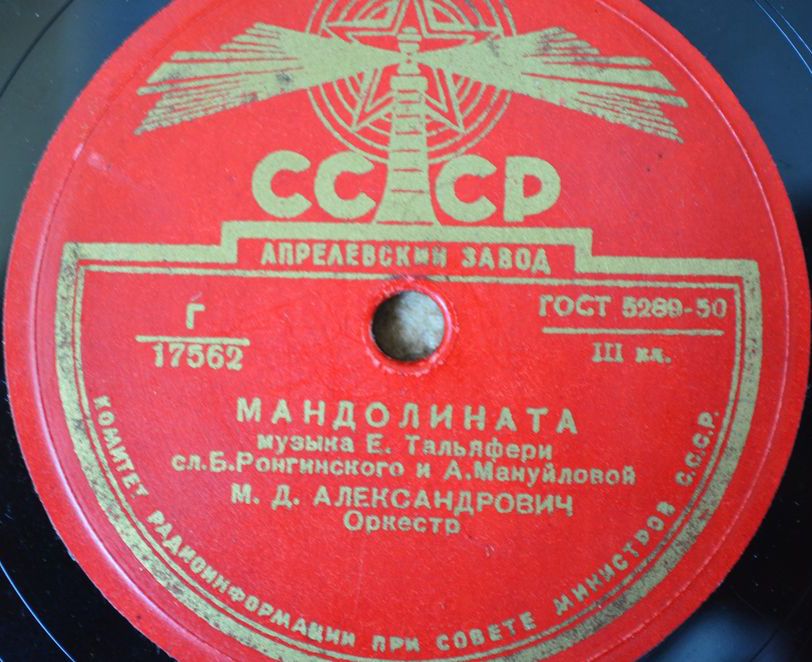 СССР
АПРЕЛЕВСКИЙ ЗАВОД
Г
17562
ГОСТ 5289-50
III кл.
МАНДОЛИНАТА
музыка Е. Тальяфери
сл.Б.Ронгинского и А.Мануйловой
М. Д. АЛЕКСАНДРОВИЧ
Оркестр
КОМИТЕТ РАДИОИНФОРМАЦИИ ПРИ СОВЕТЕ МИНИСТРОВ С.С.С.Р.